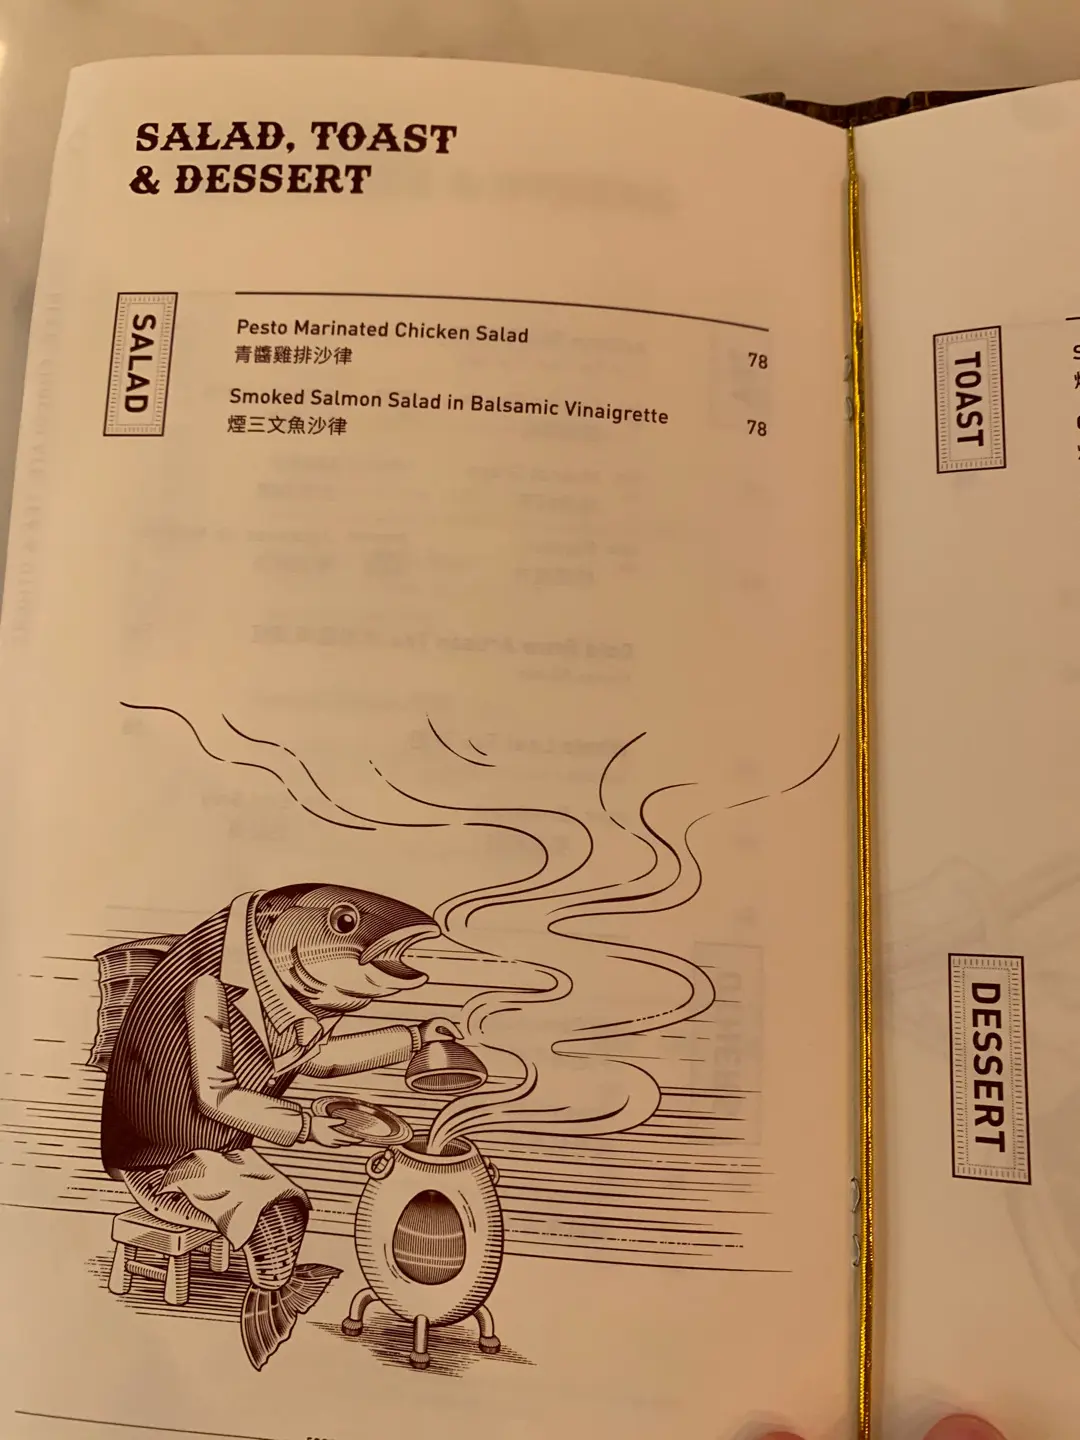 SALAD, TOAST
& DESSERT
SALAD
Pesto Marinated Chicken Salad
青醬雞排沙律
78
Smoked Salmon Salad in Balsamic Vinaigrette
煙三文魚沙律
78
TOAST
DESSERT